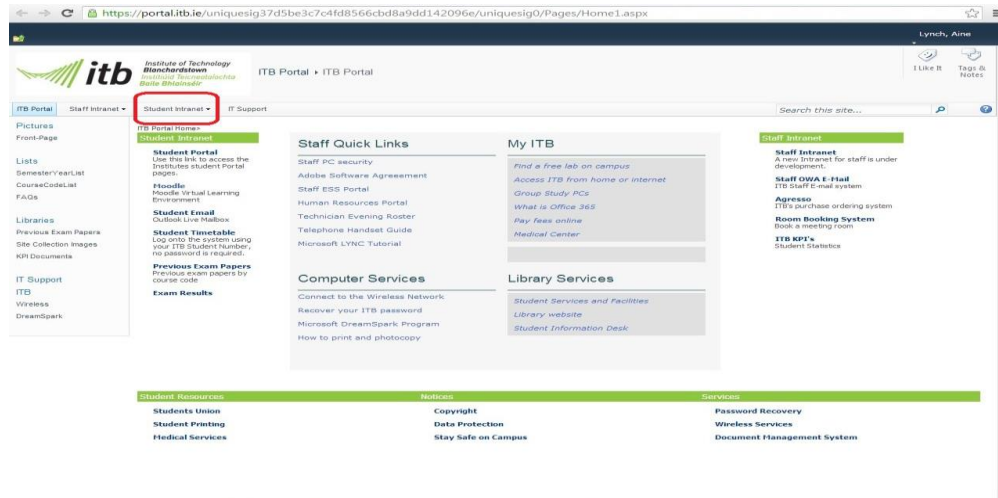 https://portal.itb.ie/uniquesig37d5be3c7c4fd8566cbd8a9dd142096e/uniquesig0/Pages/Home1.aspx
Lynch, Aine
itb
Institute of Technology
Blanchardstown
Institiúid Teicneolaíochta
Baile Bhlainséir
ITB Portal ▸ ITB Portal
I Like It
Tags &
Notes
ITB Portal
Staff Intranet
Student Intranet
IT Support
Search this site...
Pictures
Front-Page
Lists
SemesterYearList
CourseCodeList
FAQs
Libraries
Previous Exam Papers
Site Collection Images
KPI Documents
IT Support
ITB
Wireless
DreamSpark
ITB Portal Home>
Student Intranet
Student Portal
Use this link to access the
Institutes student Portal
pages.
Moodle
Moodle Virtual Learning
Environment
Student Email
Outlook Live Mailbox
Student Timetable
Log onto the system using
your ITB Student Number,
no password is required.
Previous Exam Papers
Previous exam papers by
course code
Exam Results
Staff Quick Links
Staff PC security
Adobe Software Agreeement
Staff ESS Portal
Human Resources Portal
Technician Evening Roster
Telephone Handset Guide
Microsoft LYNC Tutorial
My ITB
Find a free lab on campus
Access ITB from home or internet
Group Study PCs
What is Office 365
Pay fees online
Medical Center
Computer Services
Connect to the Wireless Network
Recover your ITB password
Microsoft DreamSpark Program
How to print and photocopy
Library Services
Student Services and Facilities
Library website
Student Information Desk
Staff Intranet
Staff Intranet
A new Intranet for staff is under
development.
Staff OWA E-Mail
ITB Staff E-mail system
Agresso
ITB's purchase ordering system
Room Booking System
Book a meeting room
ITB KPI's
Student Statistics
Student Resources
Students Union
Student Printing
Medical Services
Notices
Copyright
Data Protection
Stay Safe on Campus
Services
Password Recovery
Wireless Services
Document Management System